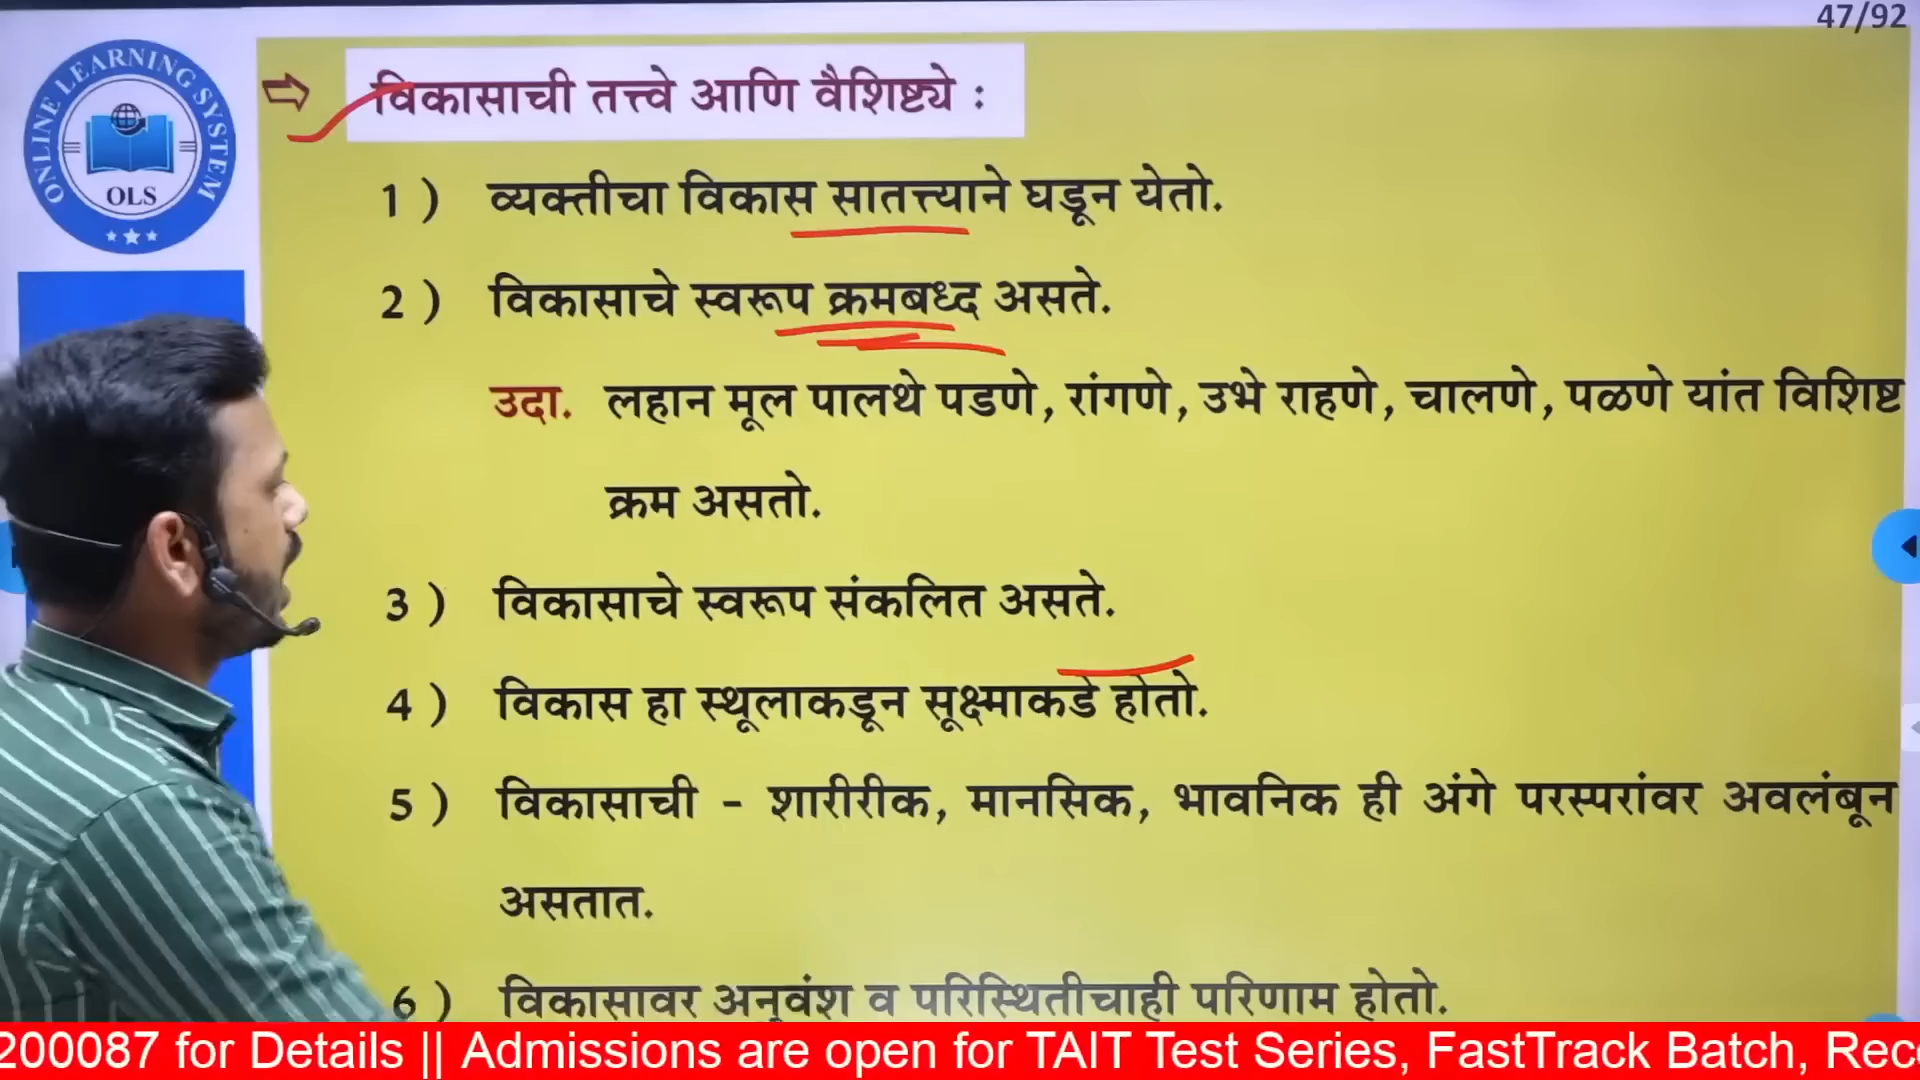 47/92
ONLINE LEARNING SYSTEM
OLS
विकासाची तत्त्वे आणि वैशिष्ट्ये :
1 ) व्यक्तीचा विकास सातत्त्याने घडून येतो.
2 ) विकासाचे स्वरूप क्रमबध्द असते.
उदा. लहान मूल पालथे पडणे, रांगणे, उभे राहणे, चालणे, पळणे यांत विशिष्ट
क्रम असतो.
3 ) विकासाचे स्वरूप संकलित असते.
4 ) विकास हा स्थूलाकडून सूक्ष्माकडे होतो.
5 ) विकासाची - शारीरीक, मानसिक, भावनिक ही अंगे परस्परांवर अवलंबून
असतात.
6 ) विकासावर अनुवंश व परिस्थितीचाही परिणाम होतो.
200087 for Details || Admissions are open for TAIT Test Series, FastTrack Batch,